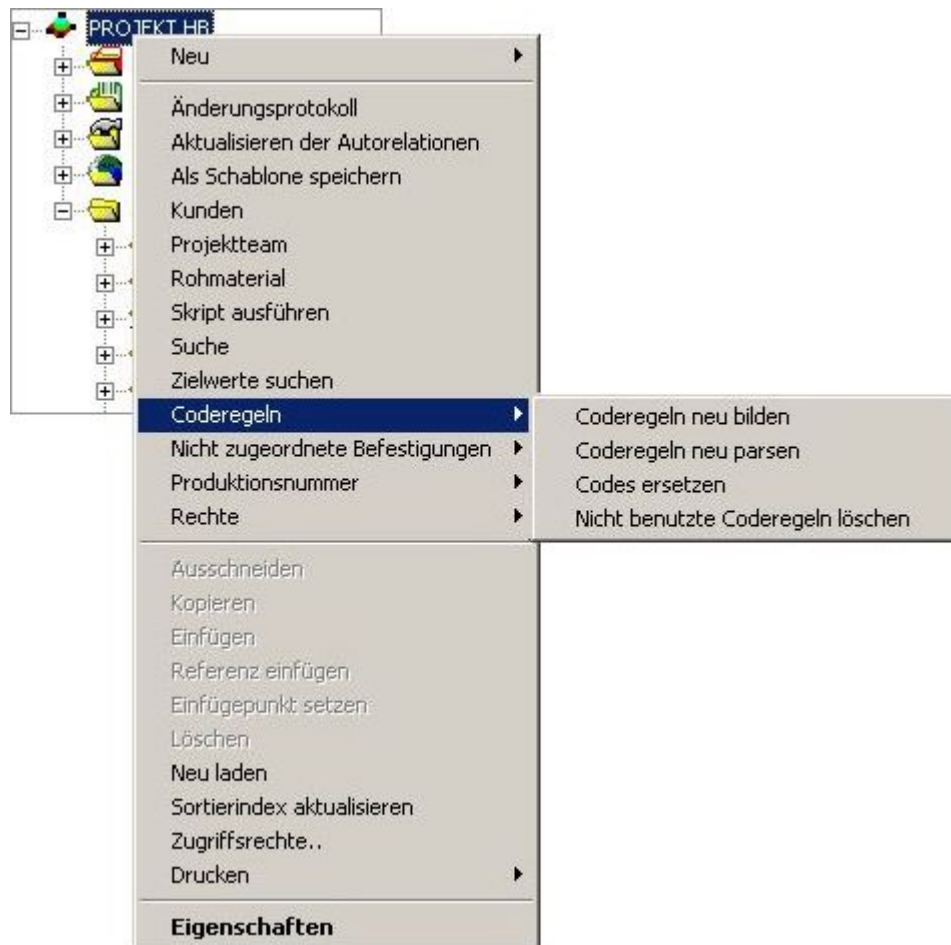 PROJEKT HB
Neu
Änderungsprotokoll
Aktualisieren der Autorelationen
Als Schablone speichern
Kunden
Projektteam
Rohmaterial
Skript ausführen
Suche
Zielwerte suchen
Coderegeln
Nicht zugeordnete Befestigungen
Produktionsnummer
Rechte
Coderegeln neu bilden
Coderegeln neu parsen
Codes ersetzen
Nicht benutzte Coderegeln löschen
Ausschneiden
Kopieren
Einfügen
Referenz einfügen
Einfügepunkt setzen
Löschen
Neu laden
Sortierindex aktualisieren
Zugriffsrechte..
Drucken
Eigenschaften